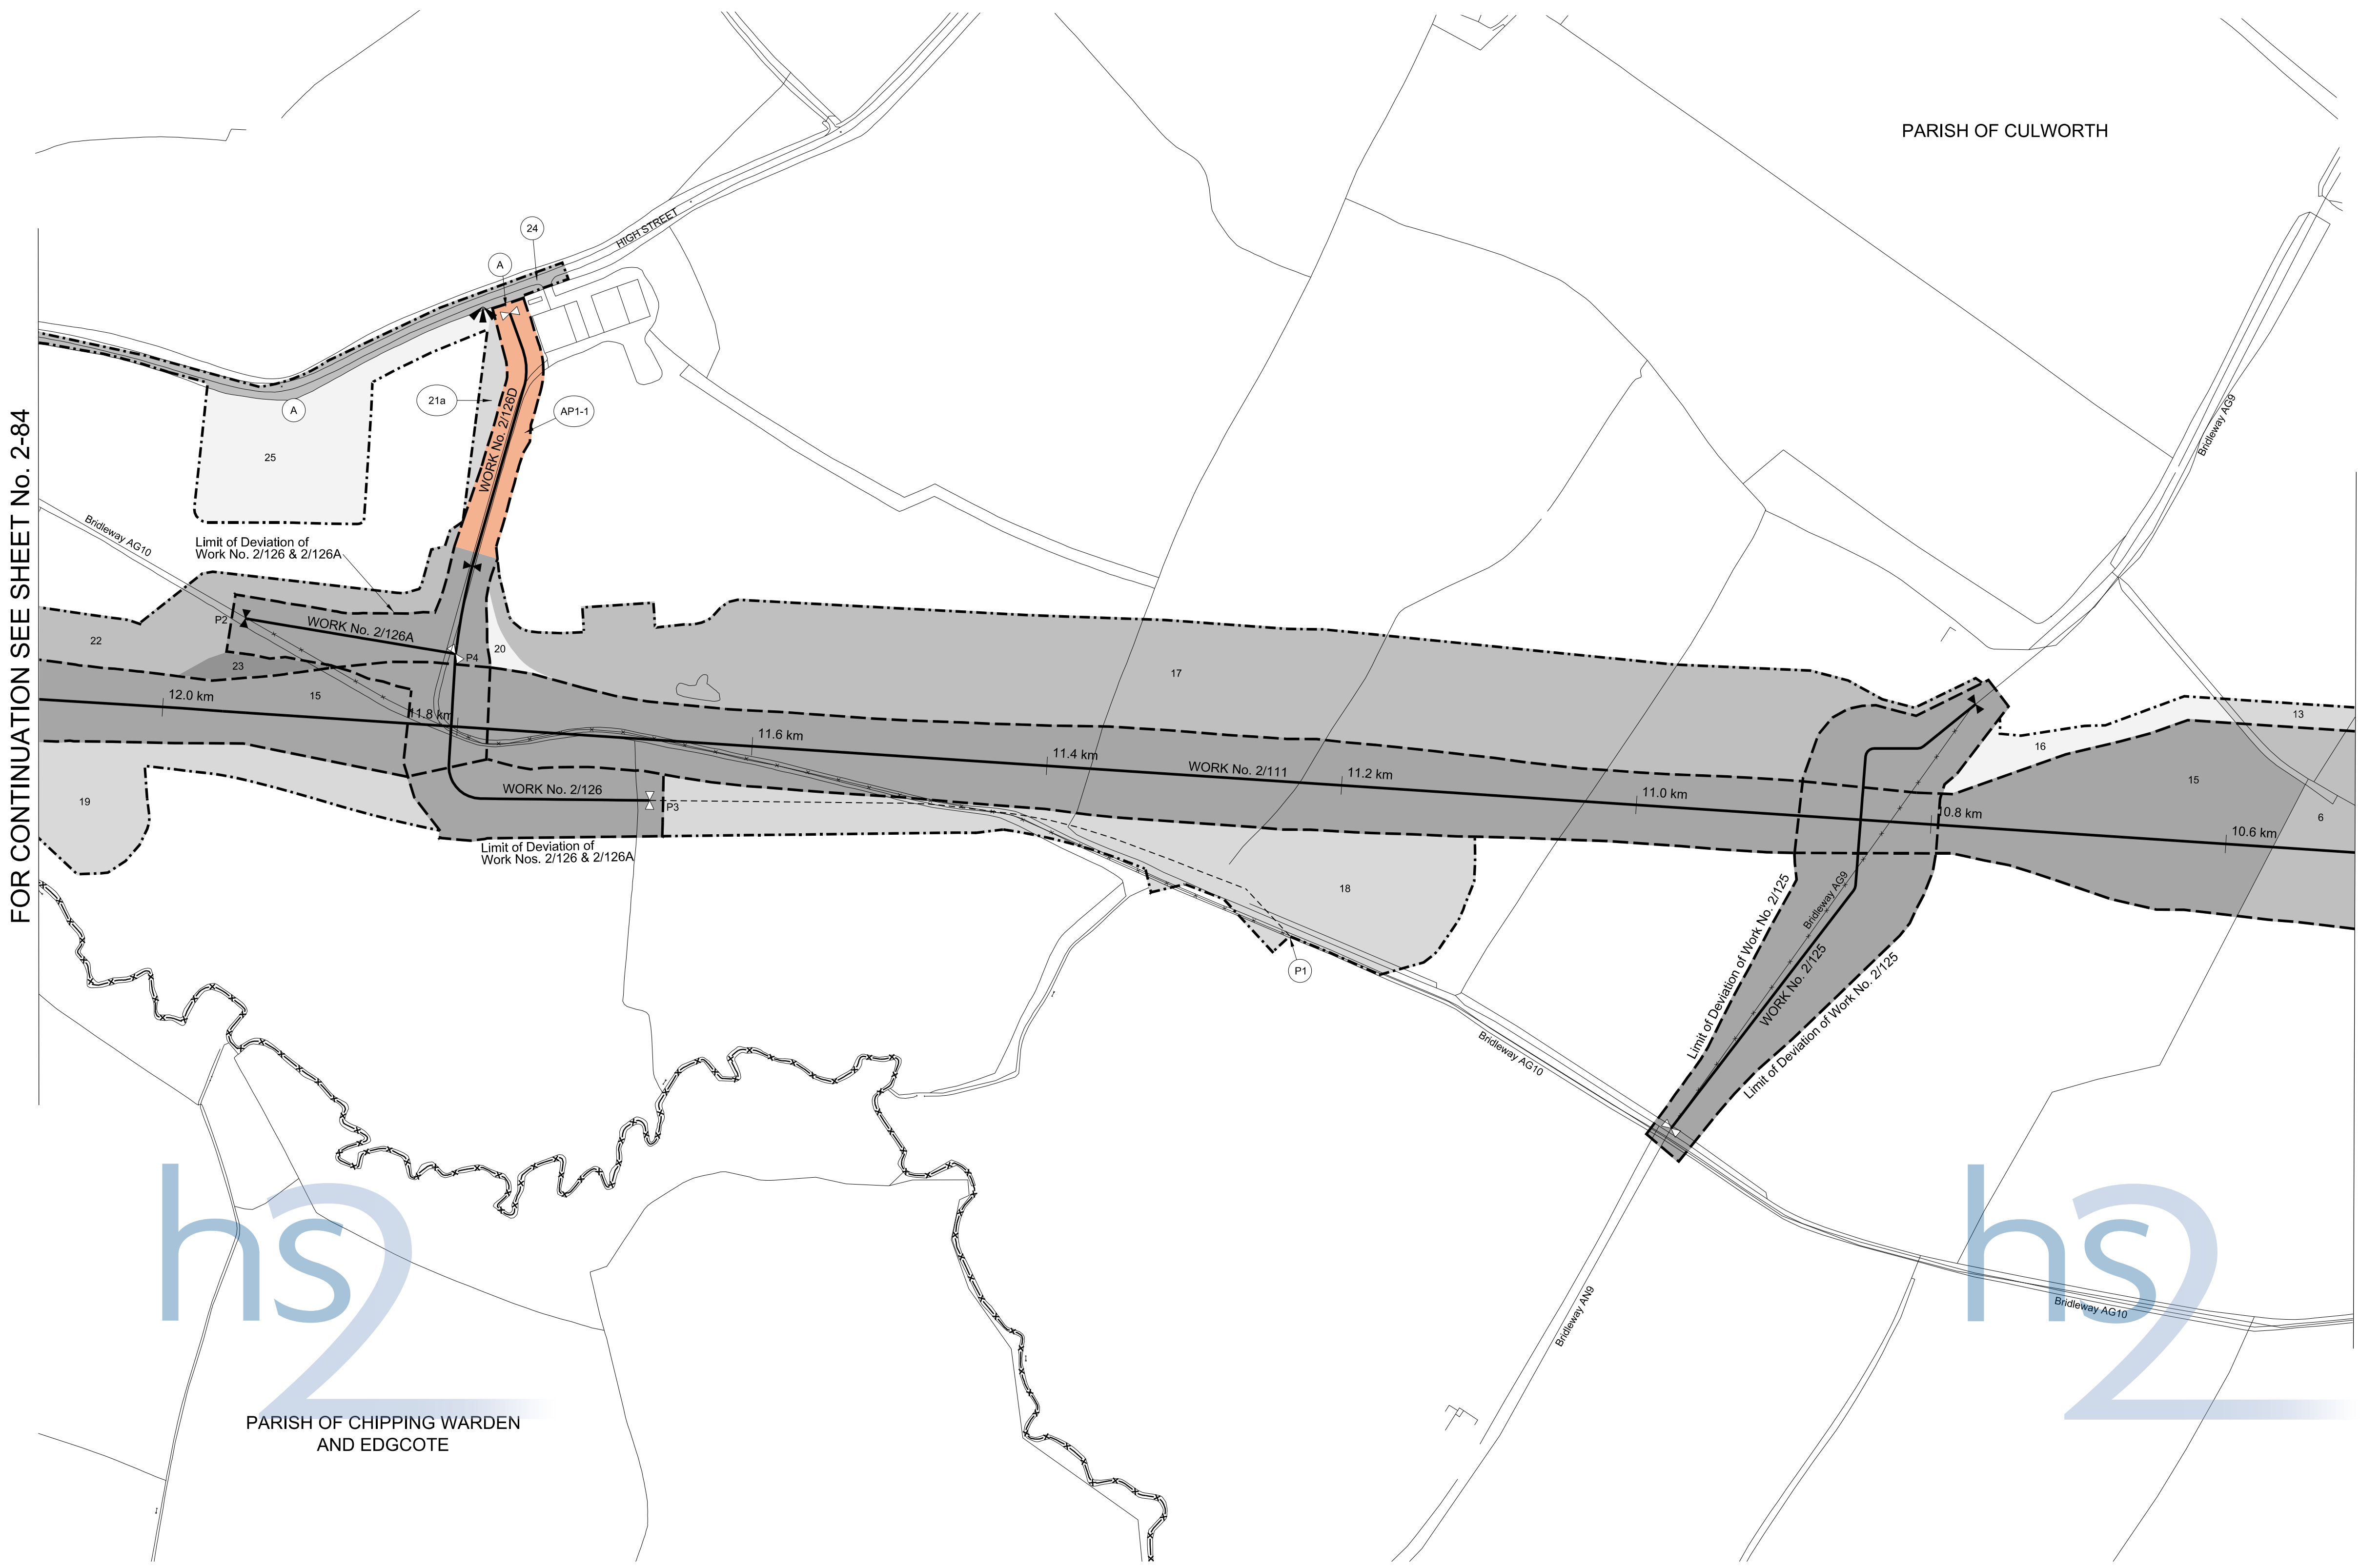 PARISH OF CULWORTH
24
HIGH STREET
A
21a
AP1-1
A
WORK No. 2/126D
25
FOR CONTINUATION SEE SHEET No. 2-84
Bridleway AG9
Bridleway AG10
Limit of Deviation of
Work No. 2/126 & 2/126A
P2
WORK No. 2/126A
22
23
P4
20
17
15
12.0 km
11.8 km
11.6 km
11.4 km
WORK No. 2/111
11.2 km
11.0 km
10.8 km
10.6 km
13
16
15
6
19
WORK No. 2/126
P3
Limit of Deviation of
Work Nos. 2/126 & 2/126A
18
P1
Bridleway AG9
Limit of Deviation of Work No. 2/125
WORK No. 2/125
Limit of Deviation of Work No. 2/125
Bridleway AG10
Bridleway AN9
Bridleway AG10
hs2
hs2
PARISH OF CHIPPING WARDEN
AND EDGCOTE